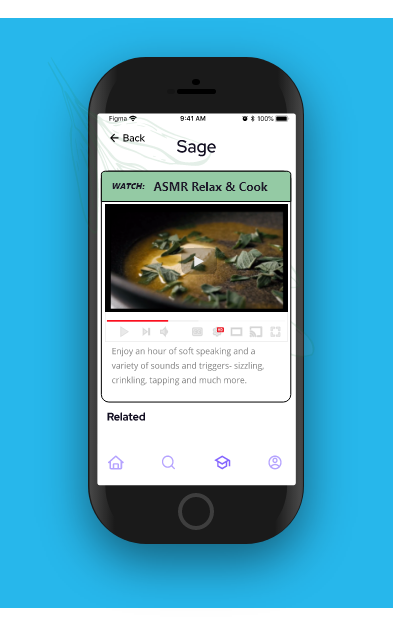 Figma
9:41 AM
100%
← Back
Sage
WATCH: ASMR Relax & Cook
HD
Enjoy an hour of soft speaking and a
variety of sounds and triggers- sizzling,
crinkling, tapping and much more.
Related